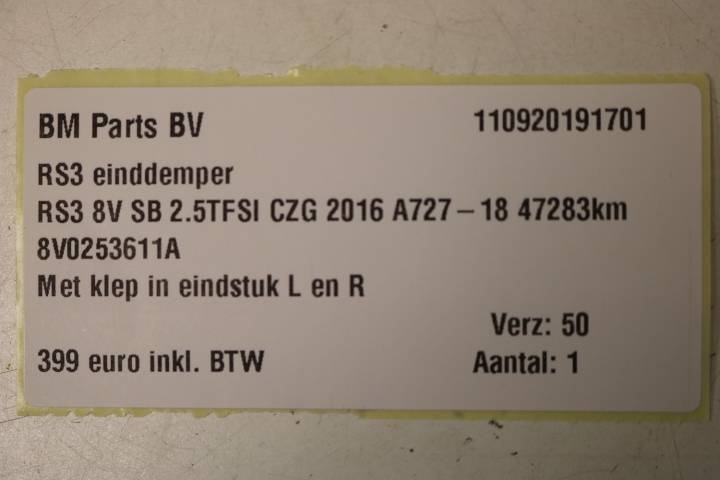 BM Parts BV 110920191701
RS3 einddemper
RS3 8V SB 2.5TFSI CZG 2016 A727 – 18 47283km
8V0253611A
Met klep in eindstuk L en R
Verz: 50
399 euro inkl. BTW Aantal: 1